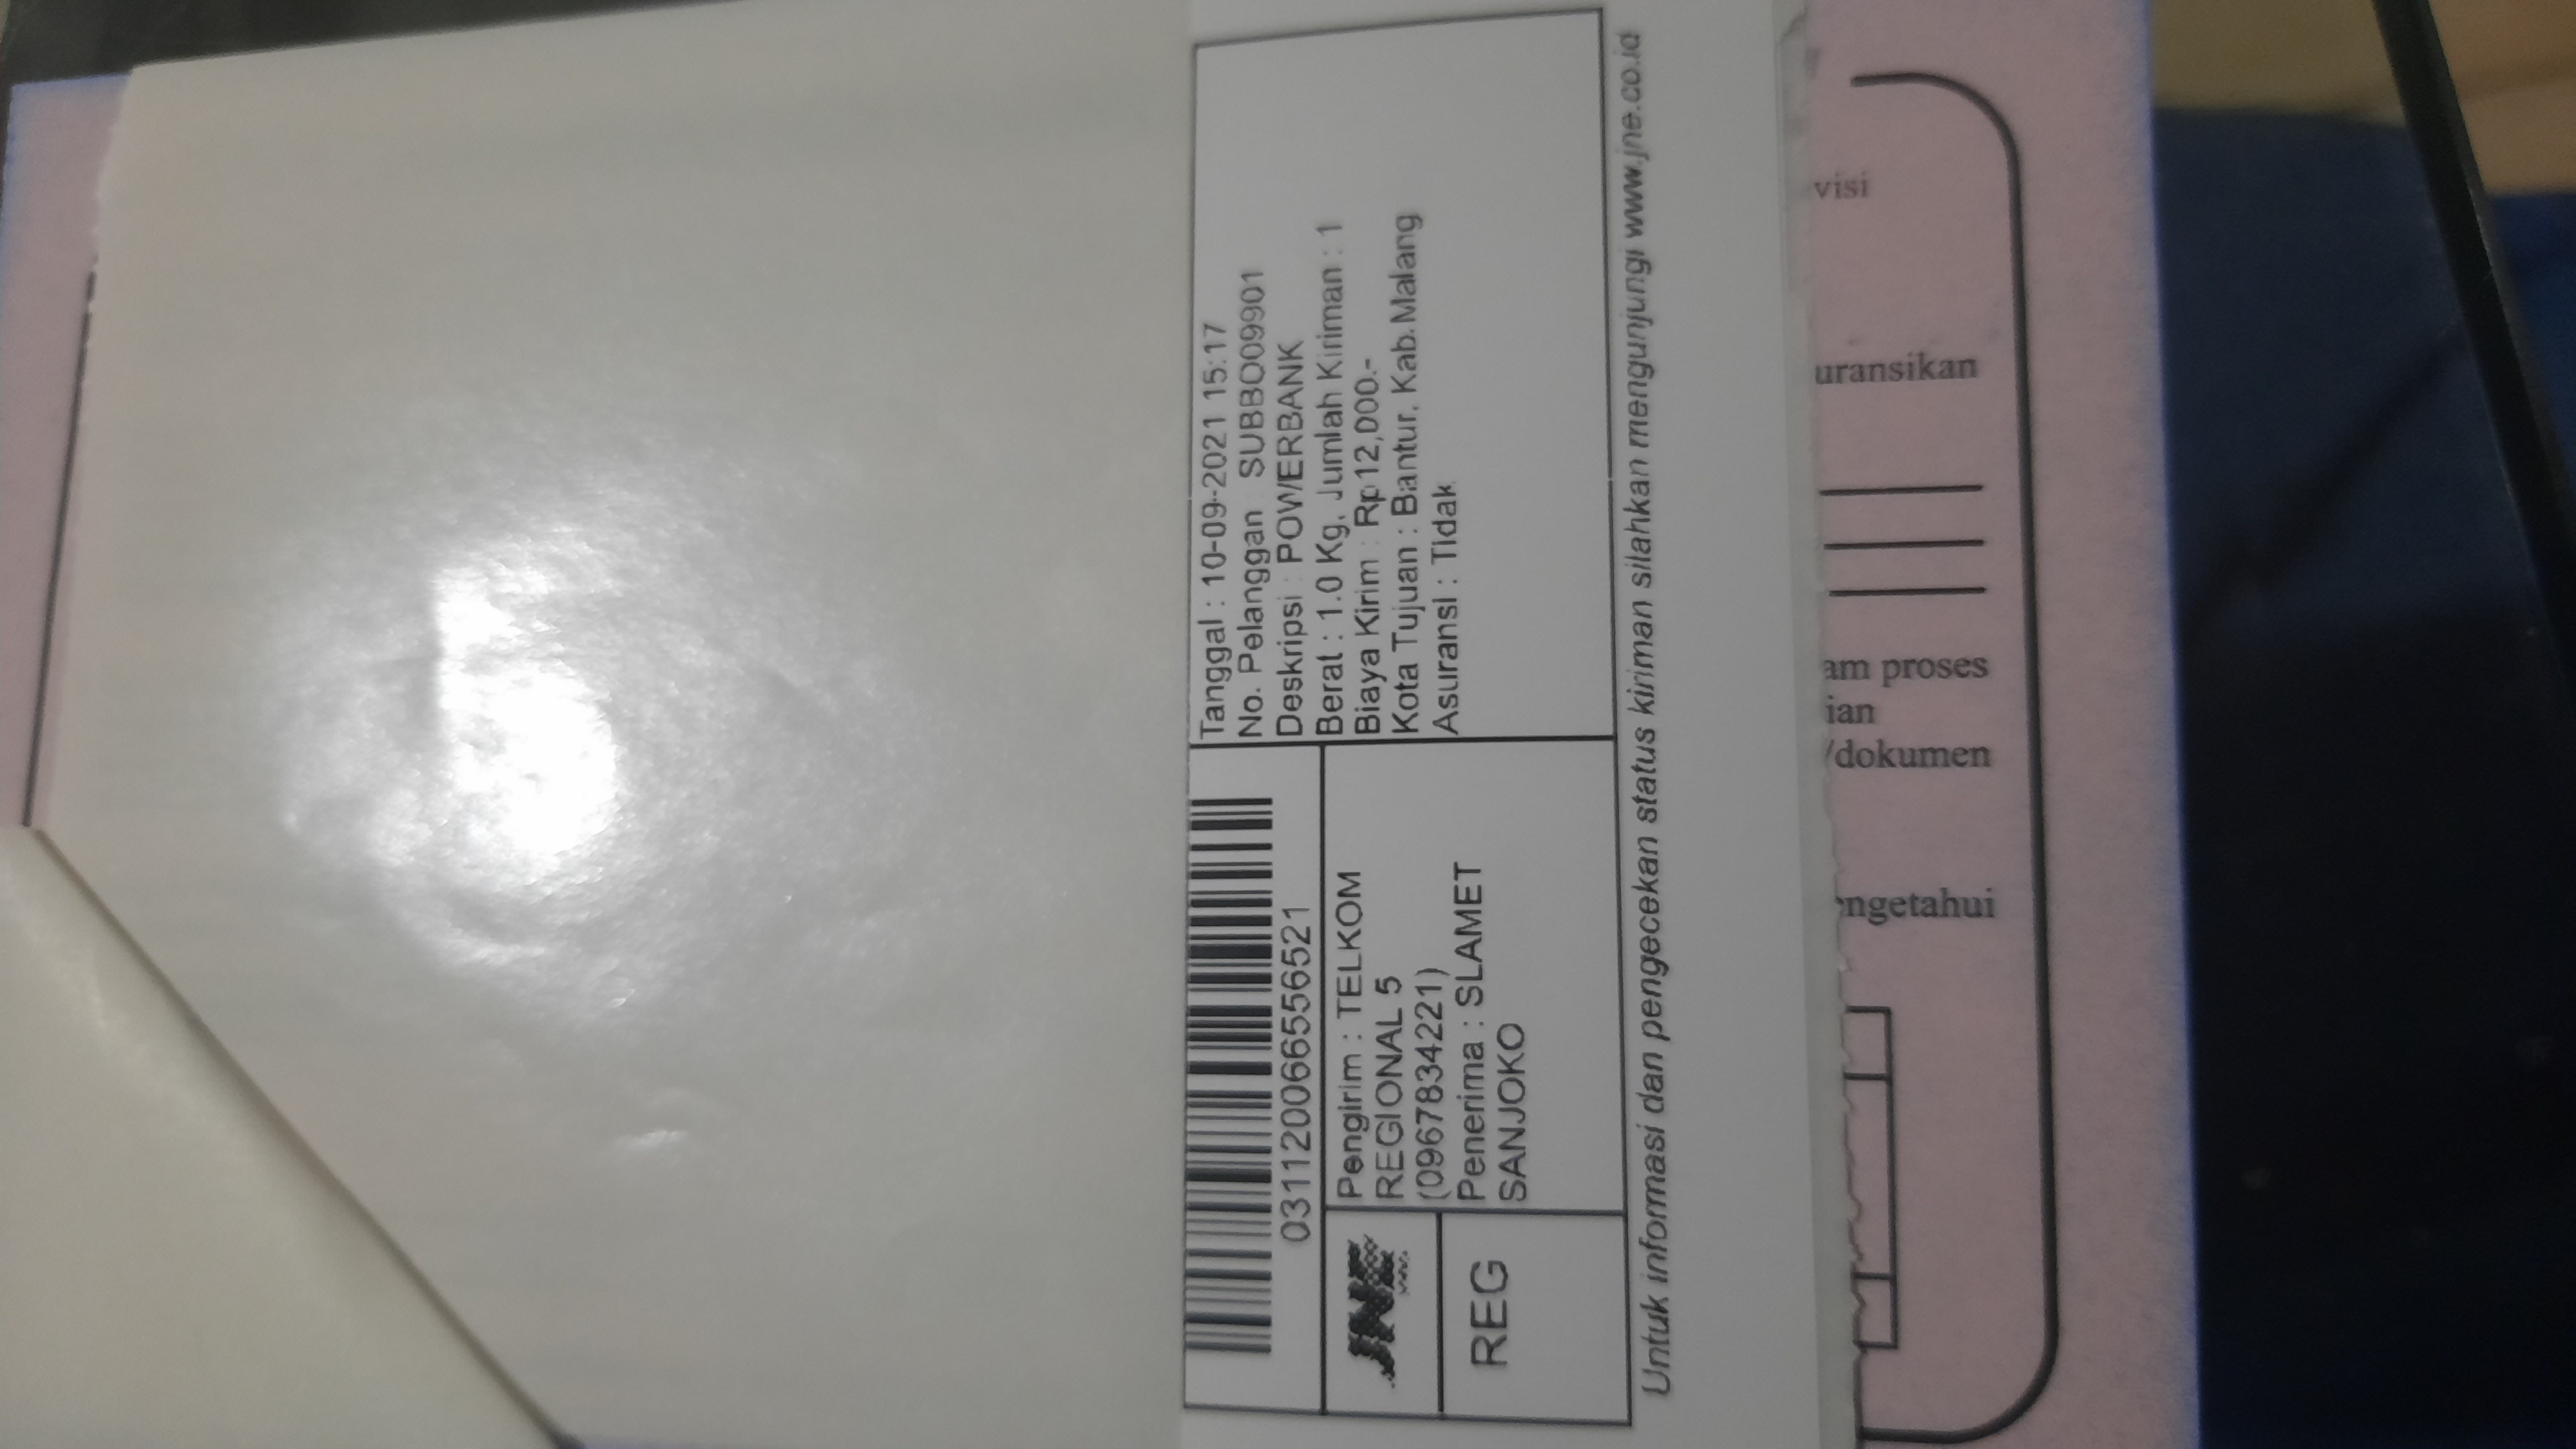 031120066556521
JNE
REG
Pengirim : TELKOM
REGIONAL 5
(0967834221)
Penerima : SLAMET
SANJOKO
Tanggal : 10-09-2021 15:17
No. Pelanggan SUBBO09901
Deskripsi : POWERBANK
Berat : 1.0 Kg, Jumlah Kiriman : 1
Biaya Kirim : Rp12,000.-
Kota Tujuan : Bantur, Kab.Malang
Asuransi : Tidak
Untuk informasi dan pengecekan status kiriman silahkan mengunjungi www.jne.co.id
visi
uransikan
am proses
ian
/dokumen
ngetahui